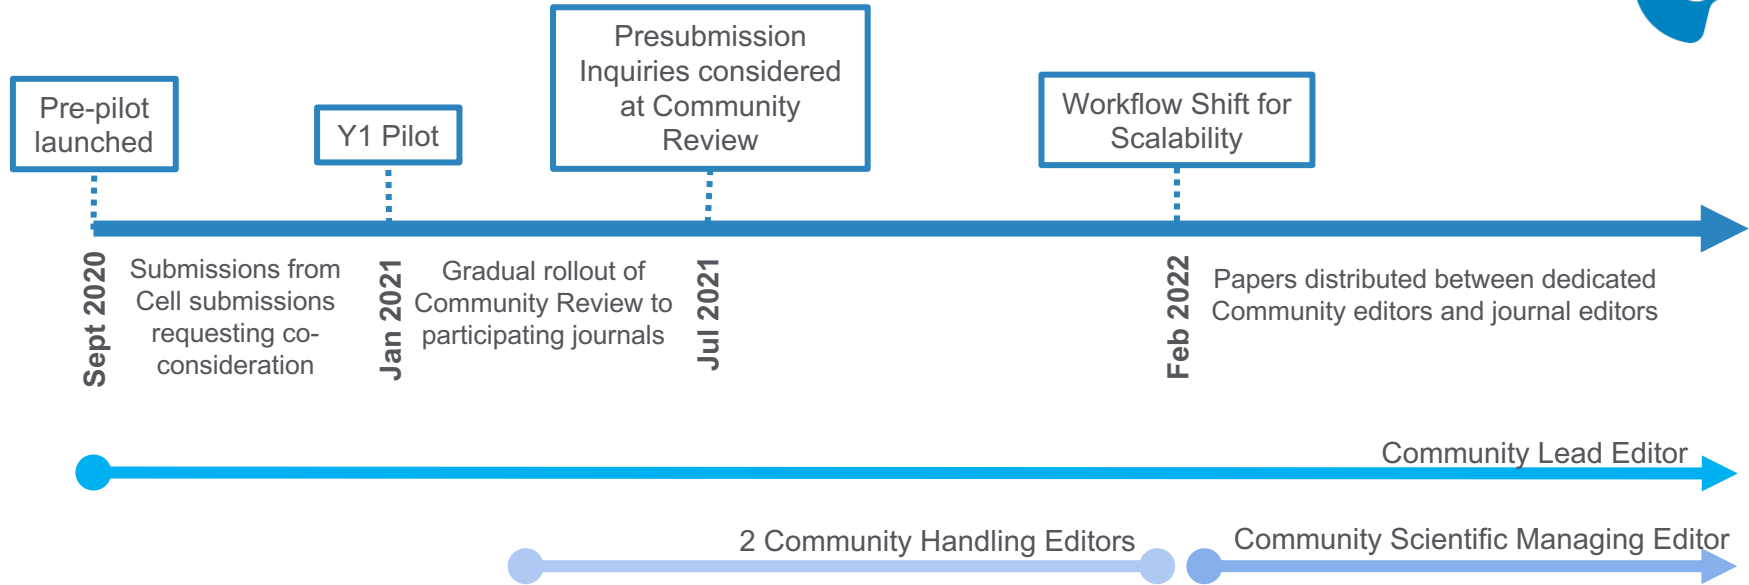 Pre-pilot
launched
Y1 Pilot
Presubmission
Inquiries considered
at Community
Review
Workflow Shift for
Scalability
Sept 2020
Submissions from
Cell submissions
requesting co-
consideration
Jan 2021
Gradual rollout of
Community Review to
participating journals
Jul 2021
Feb 2022
Papers distributed between dedicated
Community editors and journal editors
Community Lead Editor
2 Community Handling Editors
Community Scientific Managing Editor